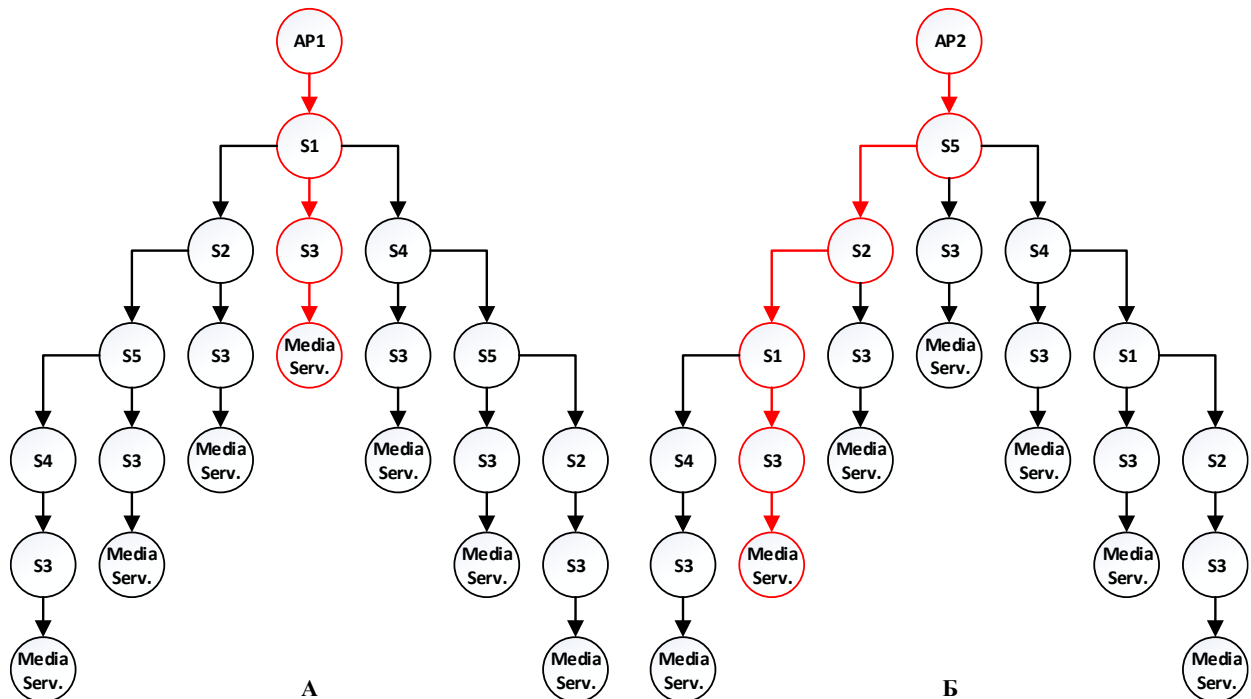 AP1
S1
S2
S3
S4
S5
S3
Media
Serv.
S3
S5
S4
S3
Media
Serv.
Media
Serv.
S3
S2
S3
Media
Serv.
Media
Serv.
S3
Media
Serv.
Media
Serv.
А
AP2
S5
S2
S3
S4
S1
S3
Media
Serv.
S3
S1
S4
S3
Media
Serv.
Media
Serv.
S3
S2
S3
Media
Serv.
Media
Serv.
S3
Media
Serv.
Media
Serv.
Б